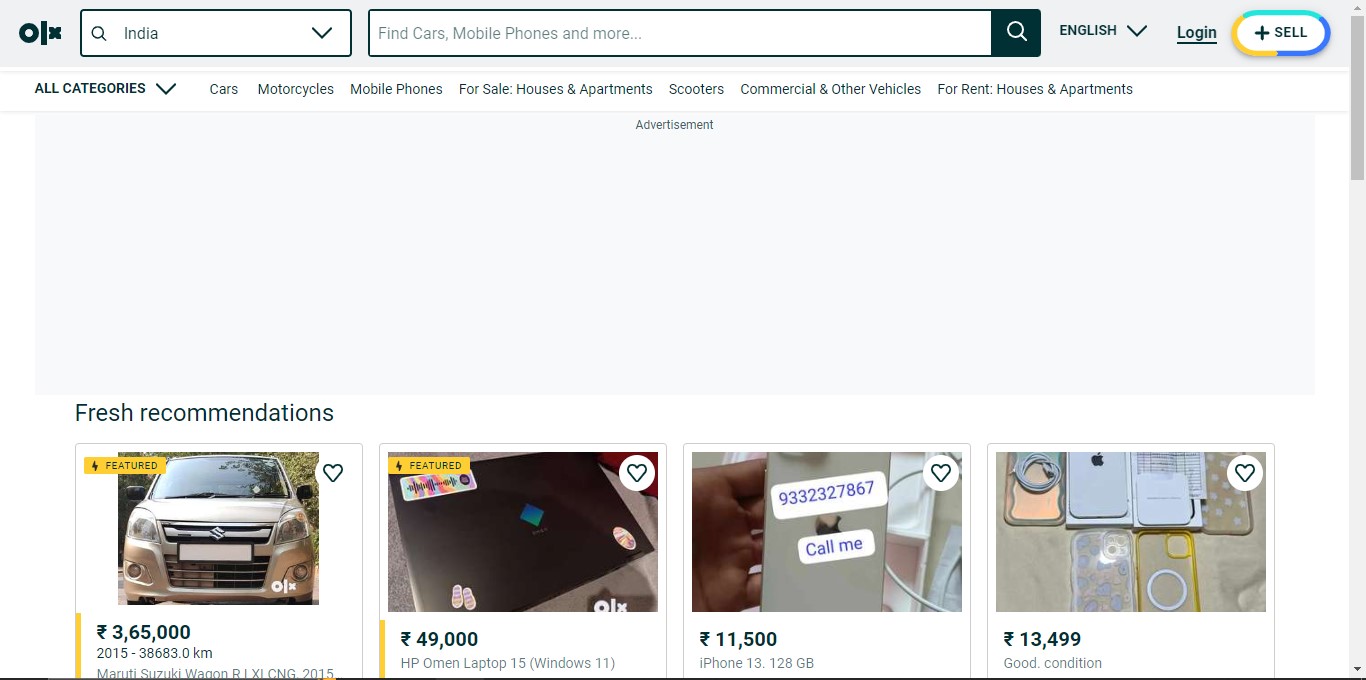 olx India Find Cars, Mobile Phones and more... ENGLISH Login + SELL
ALL CATEGORIES Cars Motorcycles Mobile Phones For Sale: Houses & Apartments Scooters Commercial & Other Vehicles For Rent: Houses & Apartments
Advertisement
Fresh recommendations
FEATURED
olx
₹ 3,65,000
2015 - 38683.0 km
Maruti Suzuki Wagon R LXI CNG, 2015,
FEATURED
olx
₹ 49,000
HP Omen Laptop 15 (Windows 11)
9332327867
Call me
₹ 11,500
iPhone 13. 128 GB
₹ 13,499
Good. condition